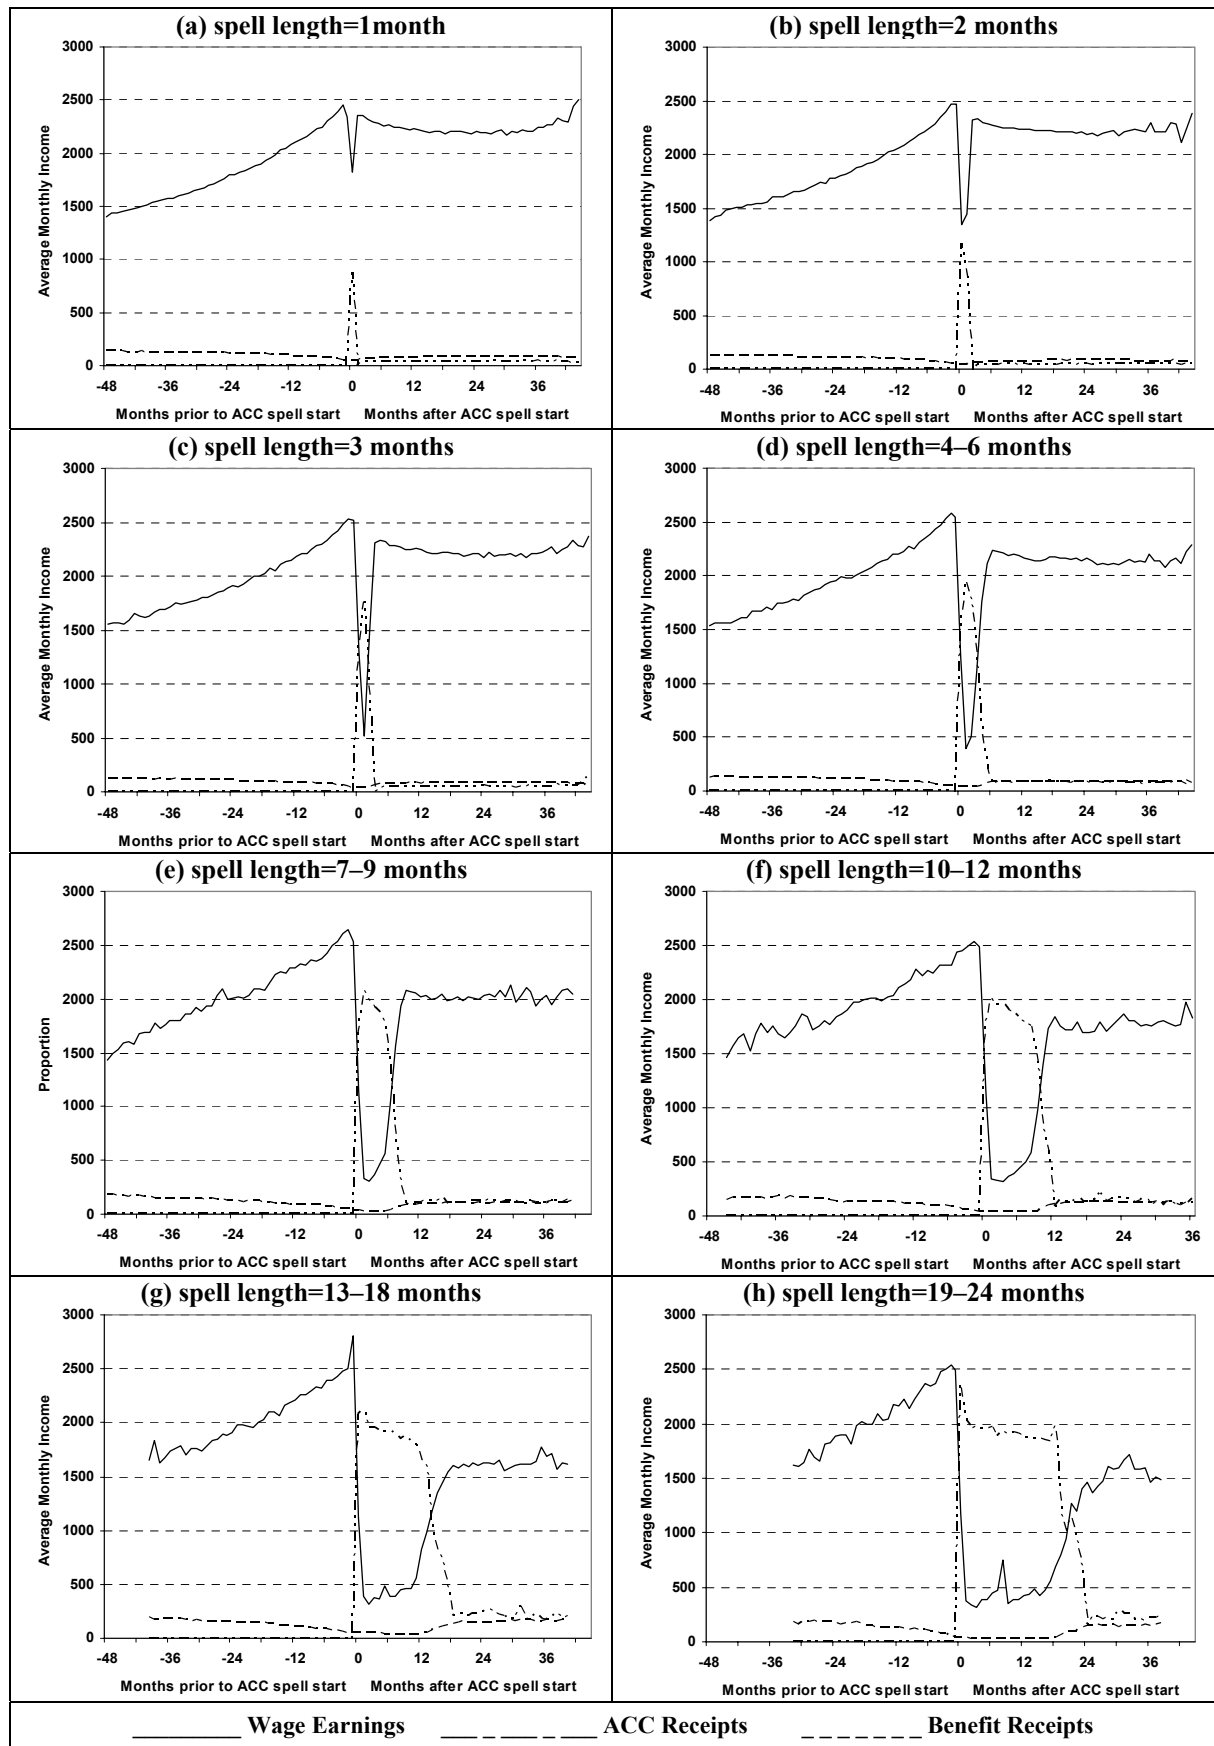 (a) spell length=1month
3000
2500
2000
1500
1000
500
0
Average Monthly Income
-48 -36 -24 -12 0 12 24 36
Months prior to ACC spell start Months after ACC spell start
(b) spell length=2 months
3000
2500
2000
1500
1000
500
0
Average Monthly Income
-48 -36 -24 -12 0 12 24 36
Months prior to ACC spell start Months after ACC spell start
(c) spell length=3 months
3000
2500
2000
1500
1000
500
0
Average Monthly Income
-48 -36 -24 -12 0 12 24 36
Months prior to ACC spell start Months after ACC spell start
(d) spell length=4–6 months
3000
2500
2000
1500
1000
500
0
Average Monthly Income
-48 -36 -24 -12 0 12 24 36
Months prior to ACC spell start Months after ACC spell start
(e) spell length=7–9 months
3000
2500
2000
1500
1000
500
0
Proportion
-48 -36 -24 -12 0 12 24 36
Months prior to ACC spell start Months after ACC spell start
(f) spell length=10–12 months
3000
2500
2000
1500
1000
500
0
Average Monthly Income
-48 -36 -24 -12 0 12 24 36
Months prior to ACC spell start Months after ACC spell start
(g) spell length=13–18 months
3000
2500
2000
1500
1000
500
0
Average Monthly Income
-48 -36 -24 -12 0 12 24 36
Months prior to ACC spell start Months after ACC spell start
(h) spell length=19–24 months
3000
2500
2000
1500
1000
500
0
Average Monthly Income
-48 -36 -24 -12 0 12 24 36
Months prior to ACC spell start Months after ACC spell start
Wage Earnings ACC Receipts Benefit Receipts